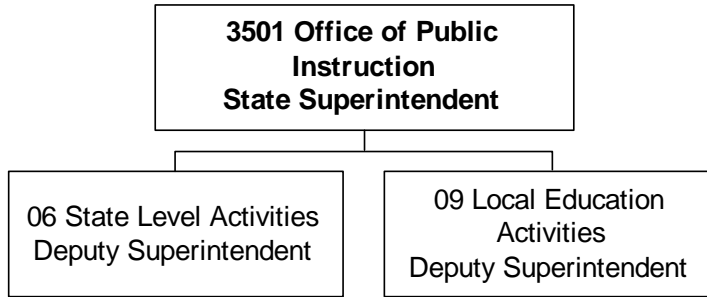 3501 Office of Public
Instruction
State Superintendent
06 State Level Activities
Deputy Superintendent
09 Local Education
Activities
Deputy Superintendent